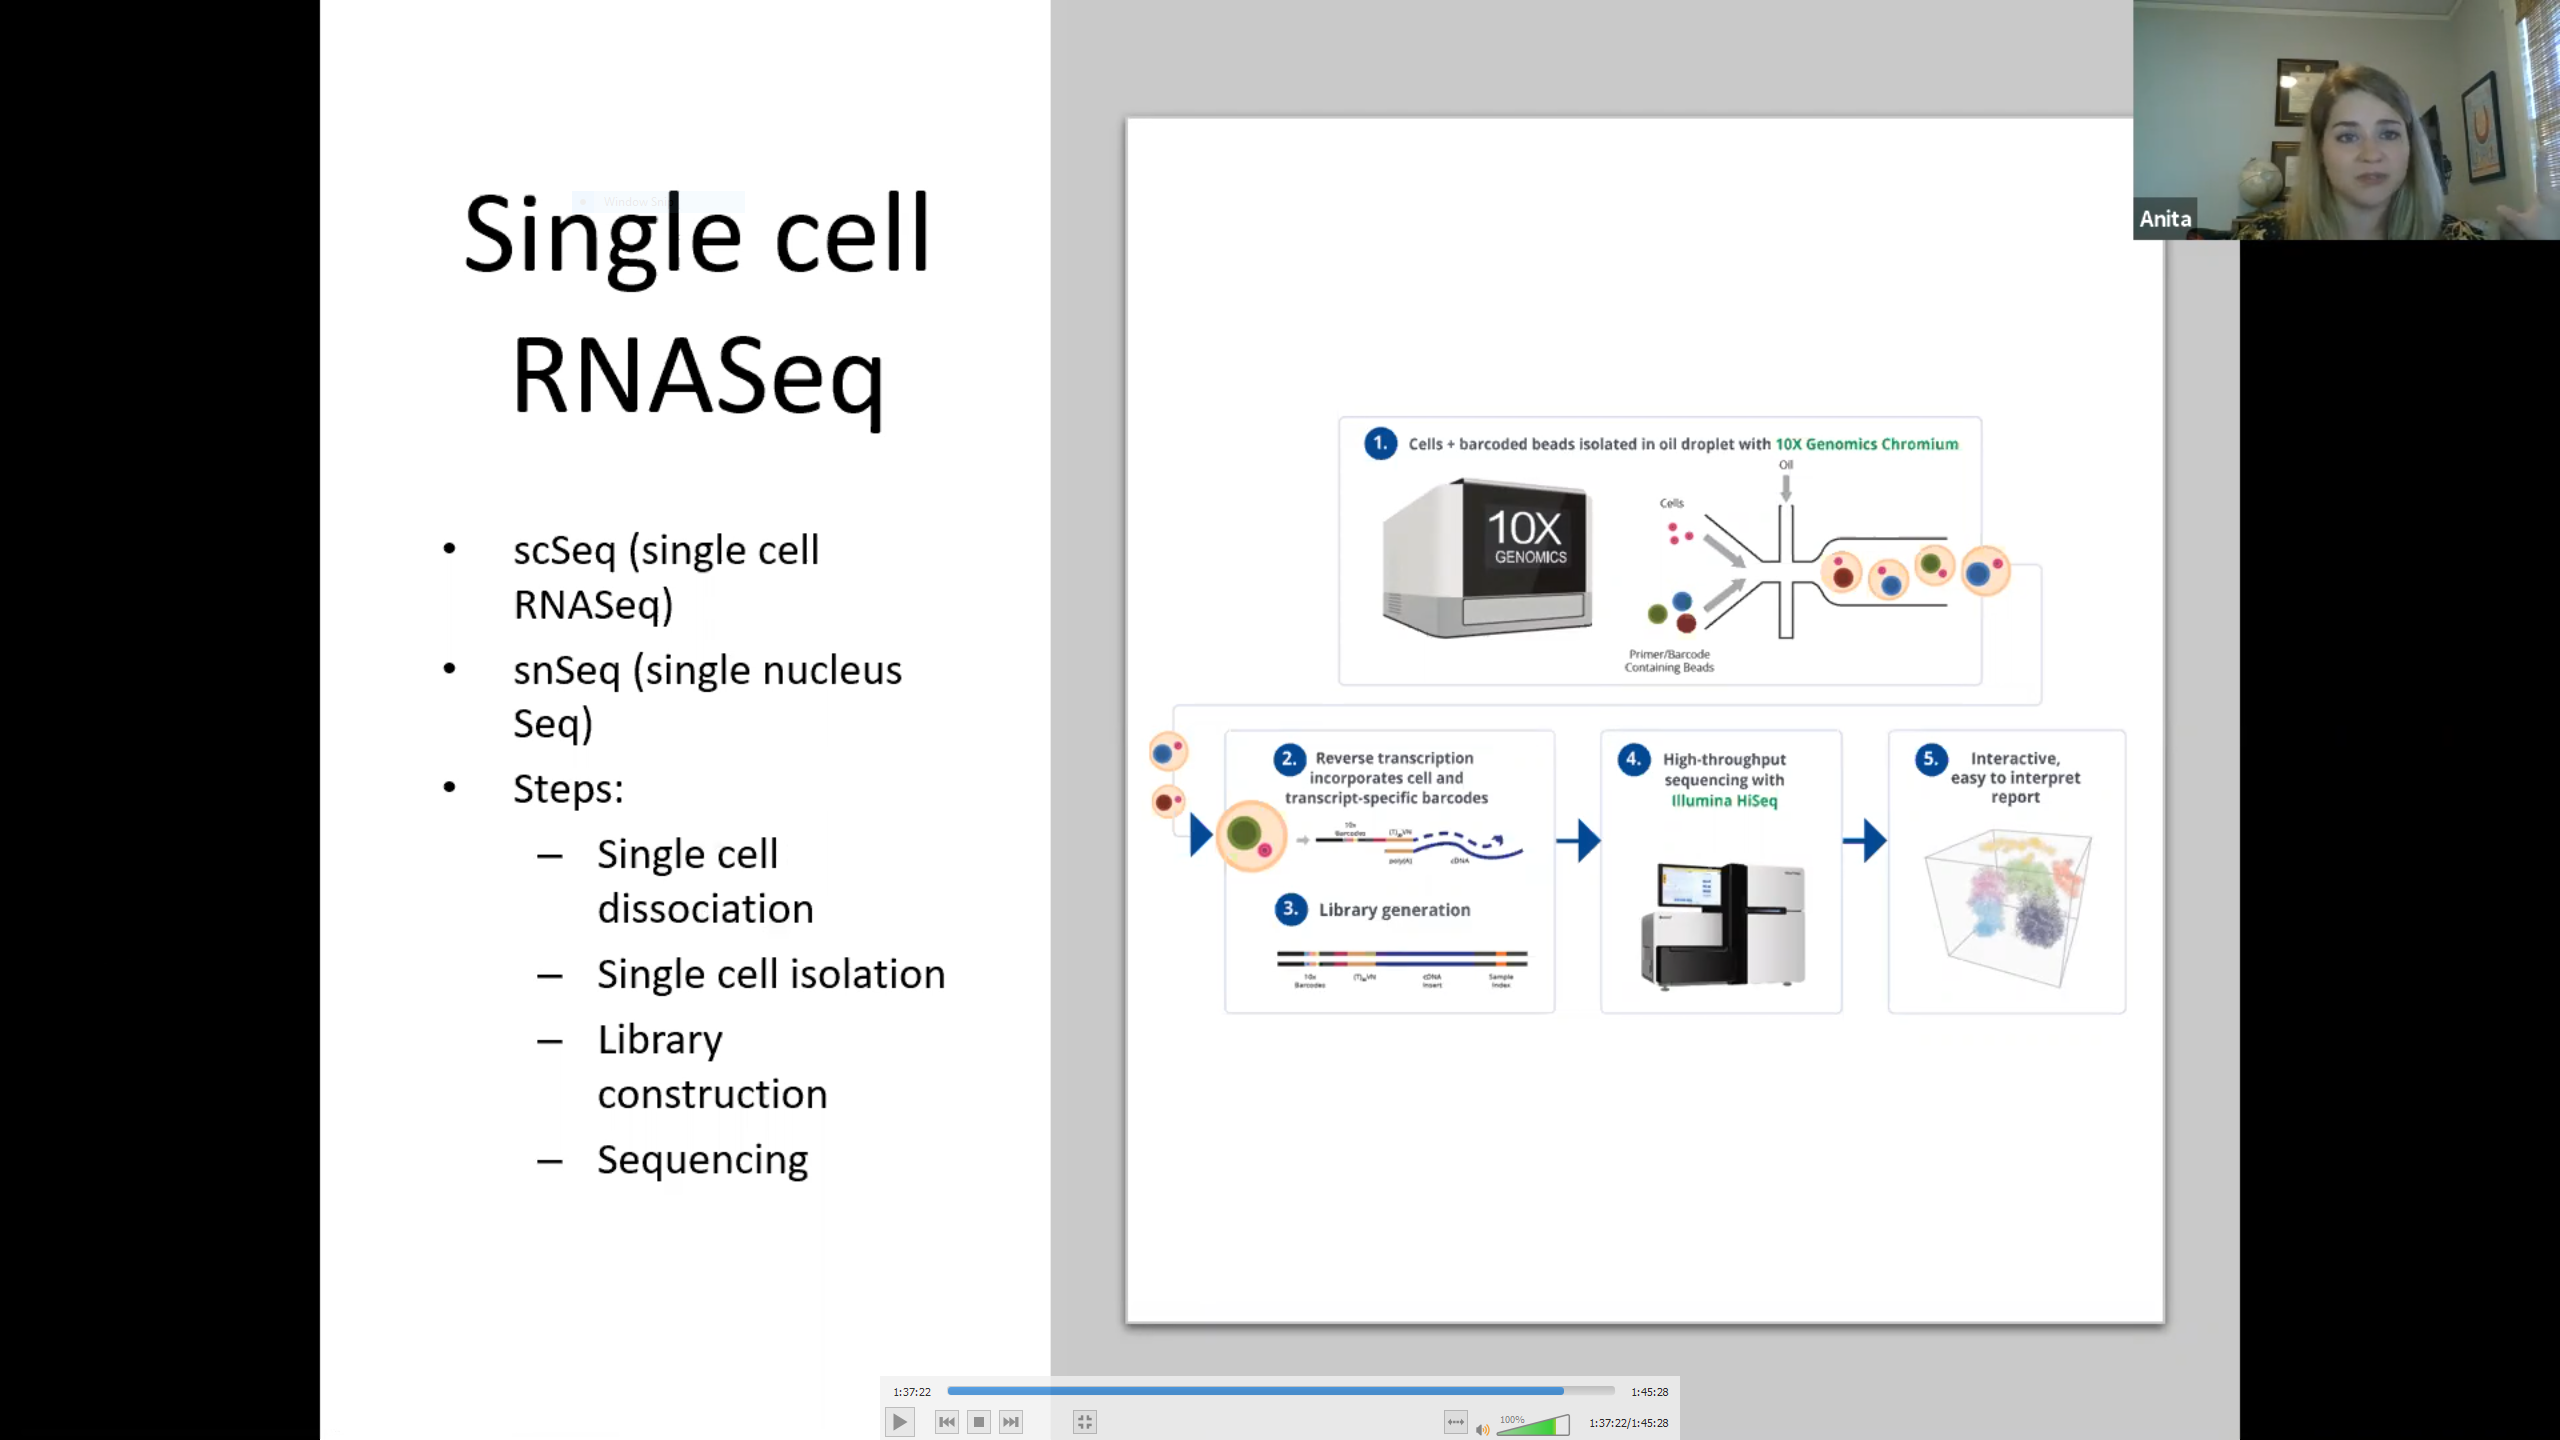 Single cell
RNASeq
• scSeq (single cell
RNASeq)
• snSeq (single nucleus
Seq)
• Steps:
– Single cell
dissociation
– Single cell isolation
– Library
construction
– Sequencing
1. Cells + barcoded beads isolated in oil droplet with 10X Genomics Chromium
Oil
Cells
10X
GENOMICS
Primer/Barcode
Containing Beads
2. Reverse transcription
incorporates cell and
transcript-specific barcodes
10x
Barcodes
poly(A)
cDNA
3. Library generation
10x
Barcodes
cDNA
Insert
Sample
Index
4. High-throughput
sequencing with
Illumina HiSeq
5. Interactive,
easy to interpret
report
Anita
1:37:22
1:45:28
100%
1:37:22/1:45:28